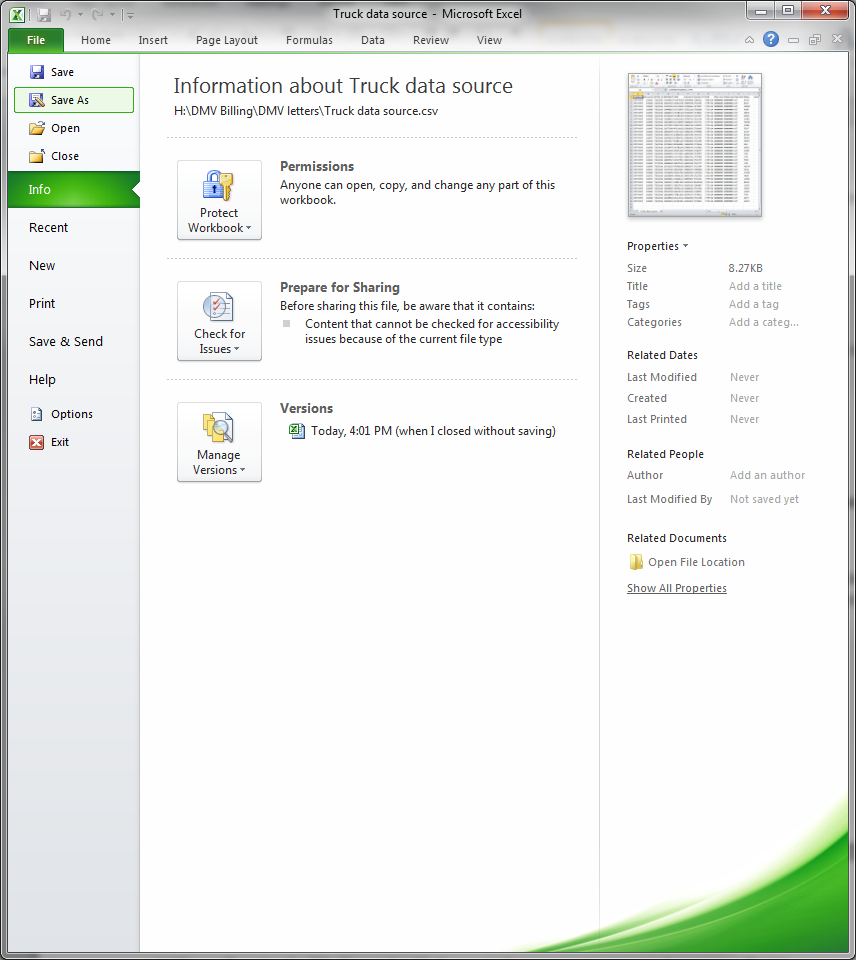 Truck data source - Microsoft Excel
File Home Insert Page Layout Formulas Data Review View
Save
Save As
Open
Close
Info
Recent
New
Print
Save & Send
Help
Options
Exit
Information about Truck data source
H:\DMV Billing\DMV letters\Truck data source.csv
Protect
Workbook
Permissions
Anyone can open, copy, and change any part of this
workbook.
Check for
Issues
Prepare for Sharing
Before sharing this file, be aware that it contains:
Content that cannot be checked for accessibility
issues because of the current file type
Manage
Versions
Versions
Today, 4:01 PM (when I closed without saving)
Properties
Size 8.27KB
Title Add a title
Tags Add a tag
Categories Add a categ...
Related Dates
Last Modified Never
Created Never
Last Printed Never
Related People
Author Add an author
Last Modified By Not saved yet
Related Documents
Open File Location
Show All Properties